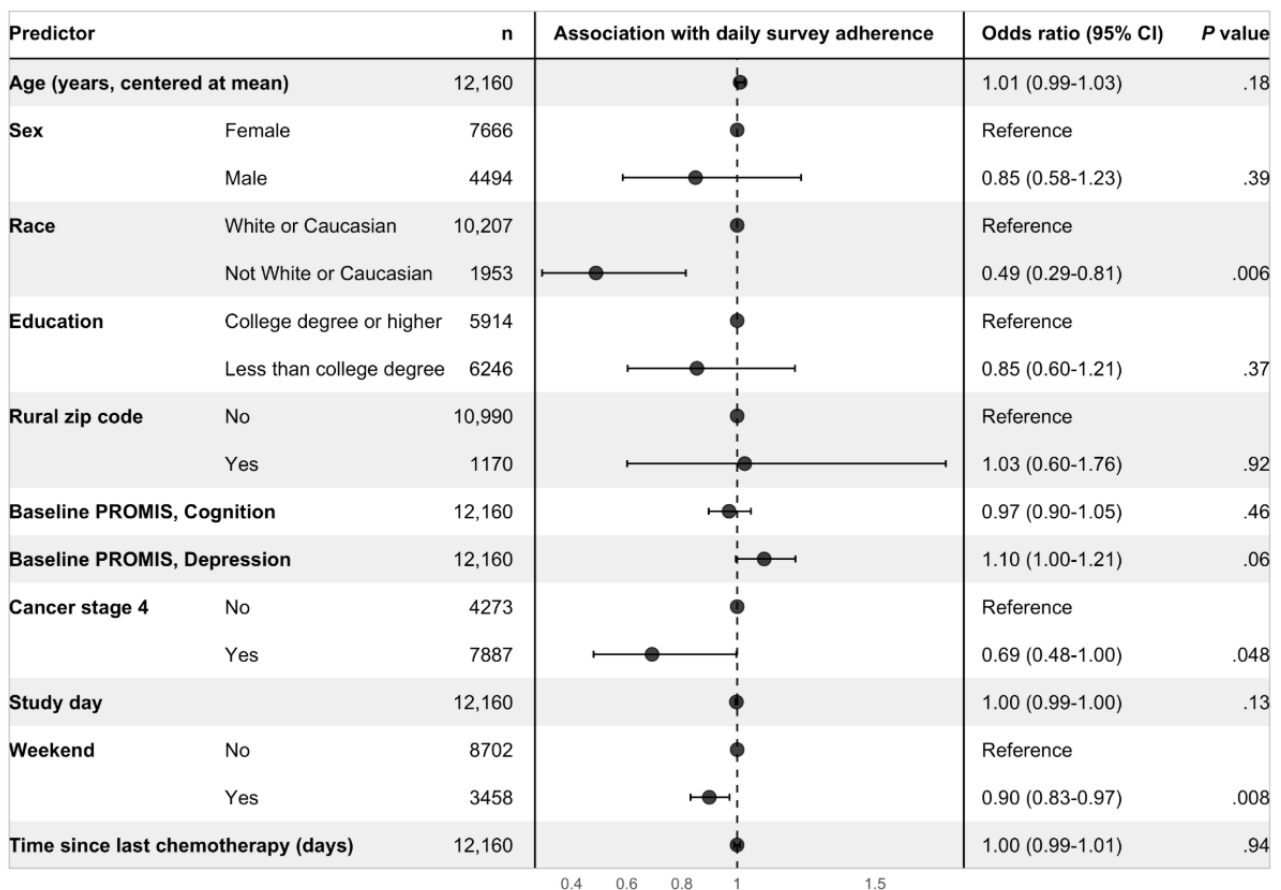 Predictor n Association with daily survey adherence Odds ratio (95% CI) P value
Age (years, centered at mean) 12,160 1.01 (0.99-1.03) .18
Sex Female 7666 Reference
Male 4494 0.85 (0.58-1.23) .39
Race White or Caucasian 10,207 Reference
Not White or Caucasian 1953 0.49 (0.29-0.81) .006
Education College degree or higher 5914 Reference
Less than college degree 6246 0.85 (0.60-1.21) .37
Rural zip code No 10,990 Reference
Yes 1170 1.03 (0.60-1.76) .92
Baseline PROMIS, Cognition 12,160 0.97 (0.90-1.05) .46
Baseline PROMIS, Depression 12,160 1.10 (1.00-1.21) .06
Cancer stage 4 No 4273 Reference
Yes 7887 0.69 (0.48-1.00) .048
Study day 12,160 1.00 (0.99-1.00) .13
Weekend No 8702 Reference
Yes 3458 0.90 (0.83-0.97) .008
Time since last chemotherapy (days) 12,160 1.00 (0.99-1.01) .94
0.4 0.6 0.8 1 1.5